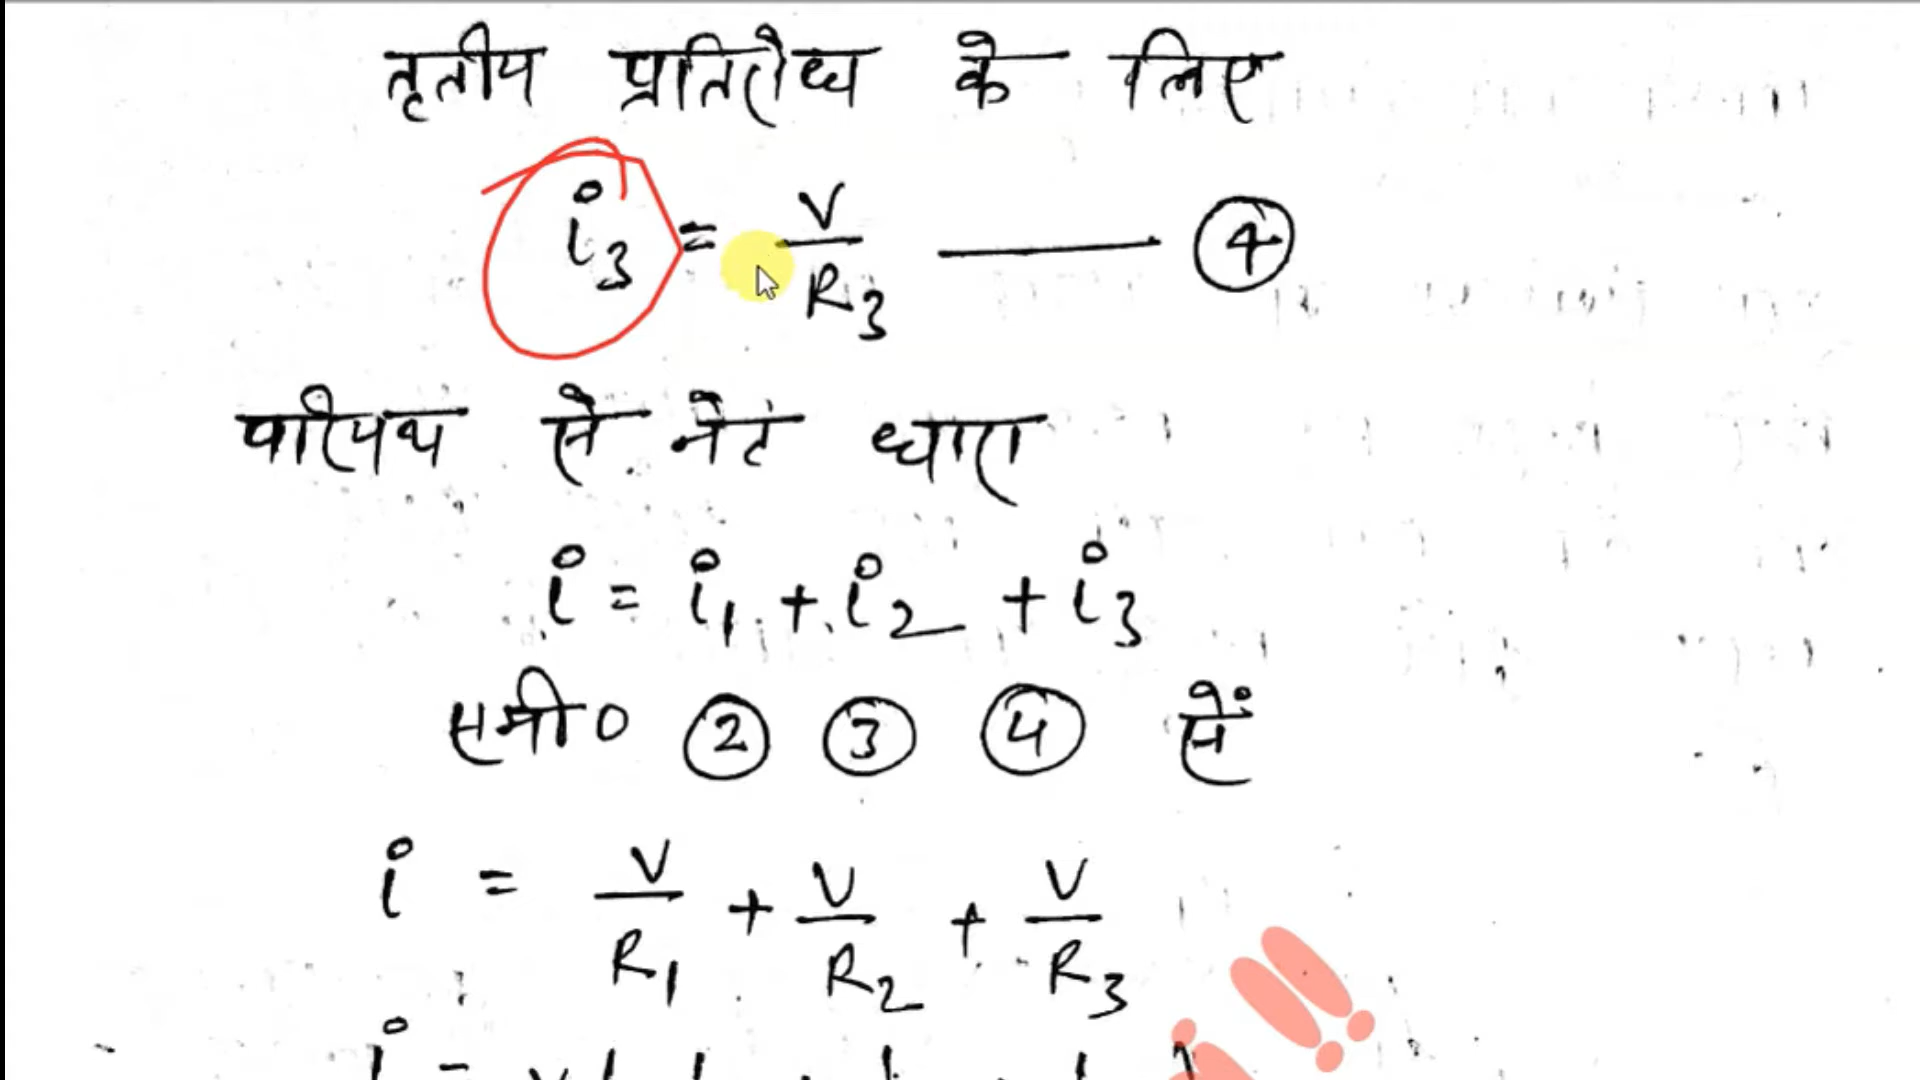 तृतीय प्रतिरोध के लिए
i₃ = V/R₃ —— ④
परिपथ से नेट धारा
i = i₁ + i₂ + i₃
समी० ② ③ ④ सें
i = V/R₁ + V/R₂ + V/R₃